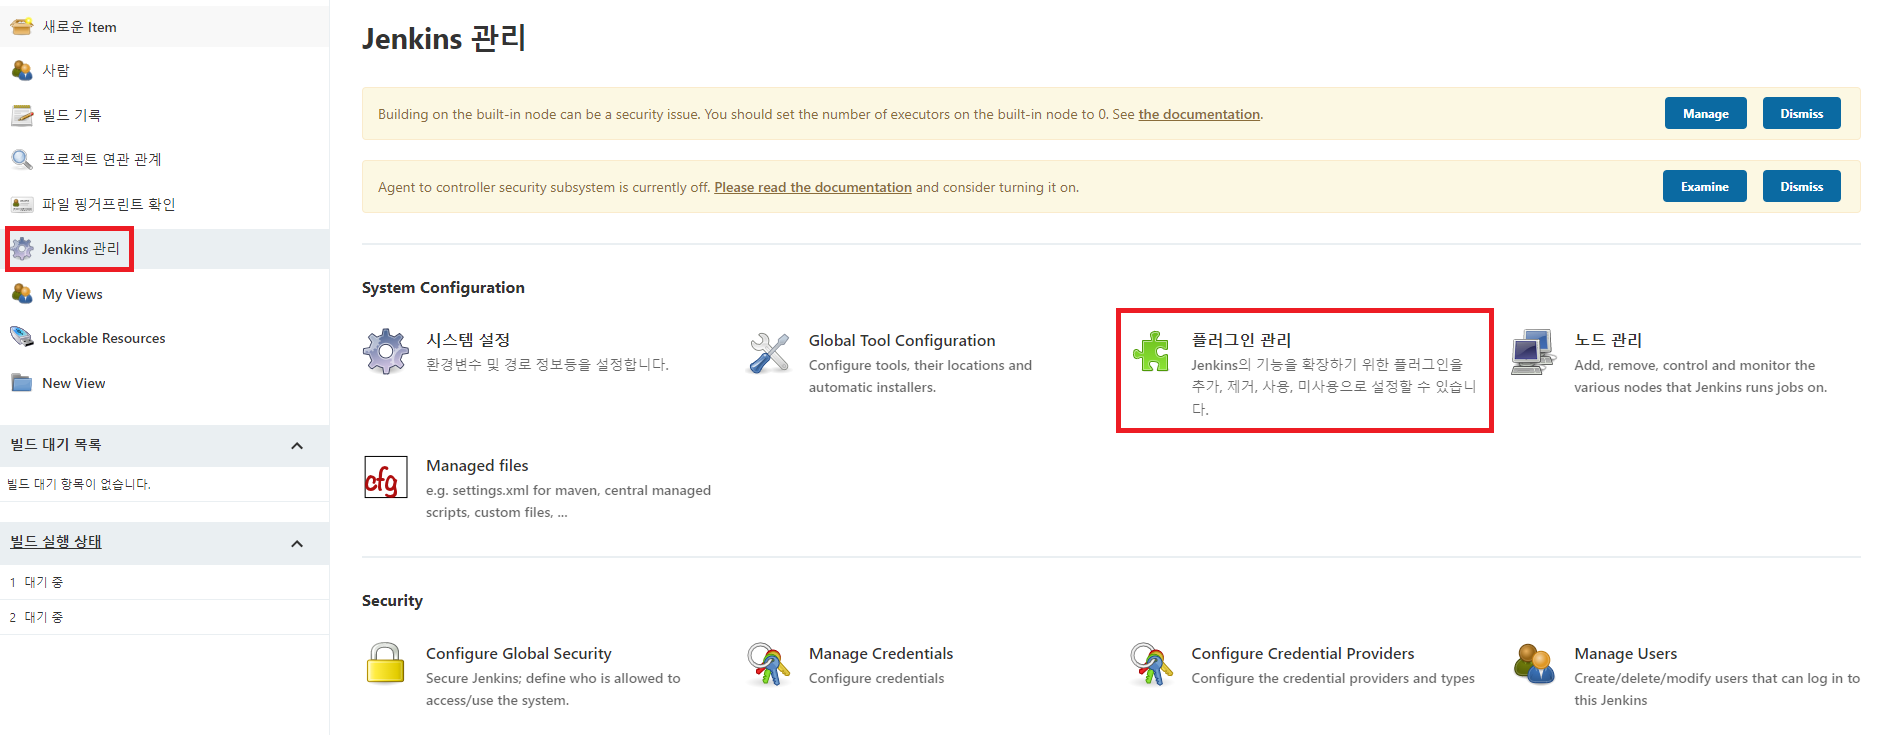 새로운 Item
사람
빌드 기록
프로젝트 연관 관계
파일 핑거프린트 확인
Jenkins 관리
My Views
Lockable Resources
New View
빌드 대기 목록
빌드 대기 항목이 없습니다.
빌드 실행 상태
1 대기 중
2 대기 중
Jenkins 관리
Building on the built-in node can be a security issue. You should set the number of executors on the built-in node to 0. See the documentation.
Manage
Dismiss
Agent to controller security subsystem is currently off. Please read the documentation and consider turning it on.
Examine
Dismiss
System Configuration
시스템 설정
환경변수 및 경로 정보등을 설정합니다.
Global Tool Configuration
Configure tools, their locations and
automatic installers.
플러그인 관리
Jenkins의 기능을 확장하기 위한 플러그인을
추가, 제거, 사용, 미사용으로 설정할 수 있습니
다.
노드 관리
Add, remove, control and monitor the
various nodes that Jenkins runs jobs on.
cfg
Managed files
e.g. settings.xml for maven, central managed
scripts, custom files, ...
Security
Configure Global Security
Secure Jenkins; define who is allowed to
access/use the system.
Manage Credentials
Configure credentials
Configure Credential Providers
Configure the credential providers and types
Manage Users
Create/delete/modify users that can log in to
this Jenkins